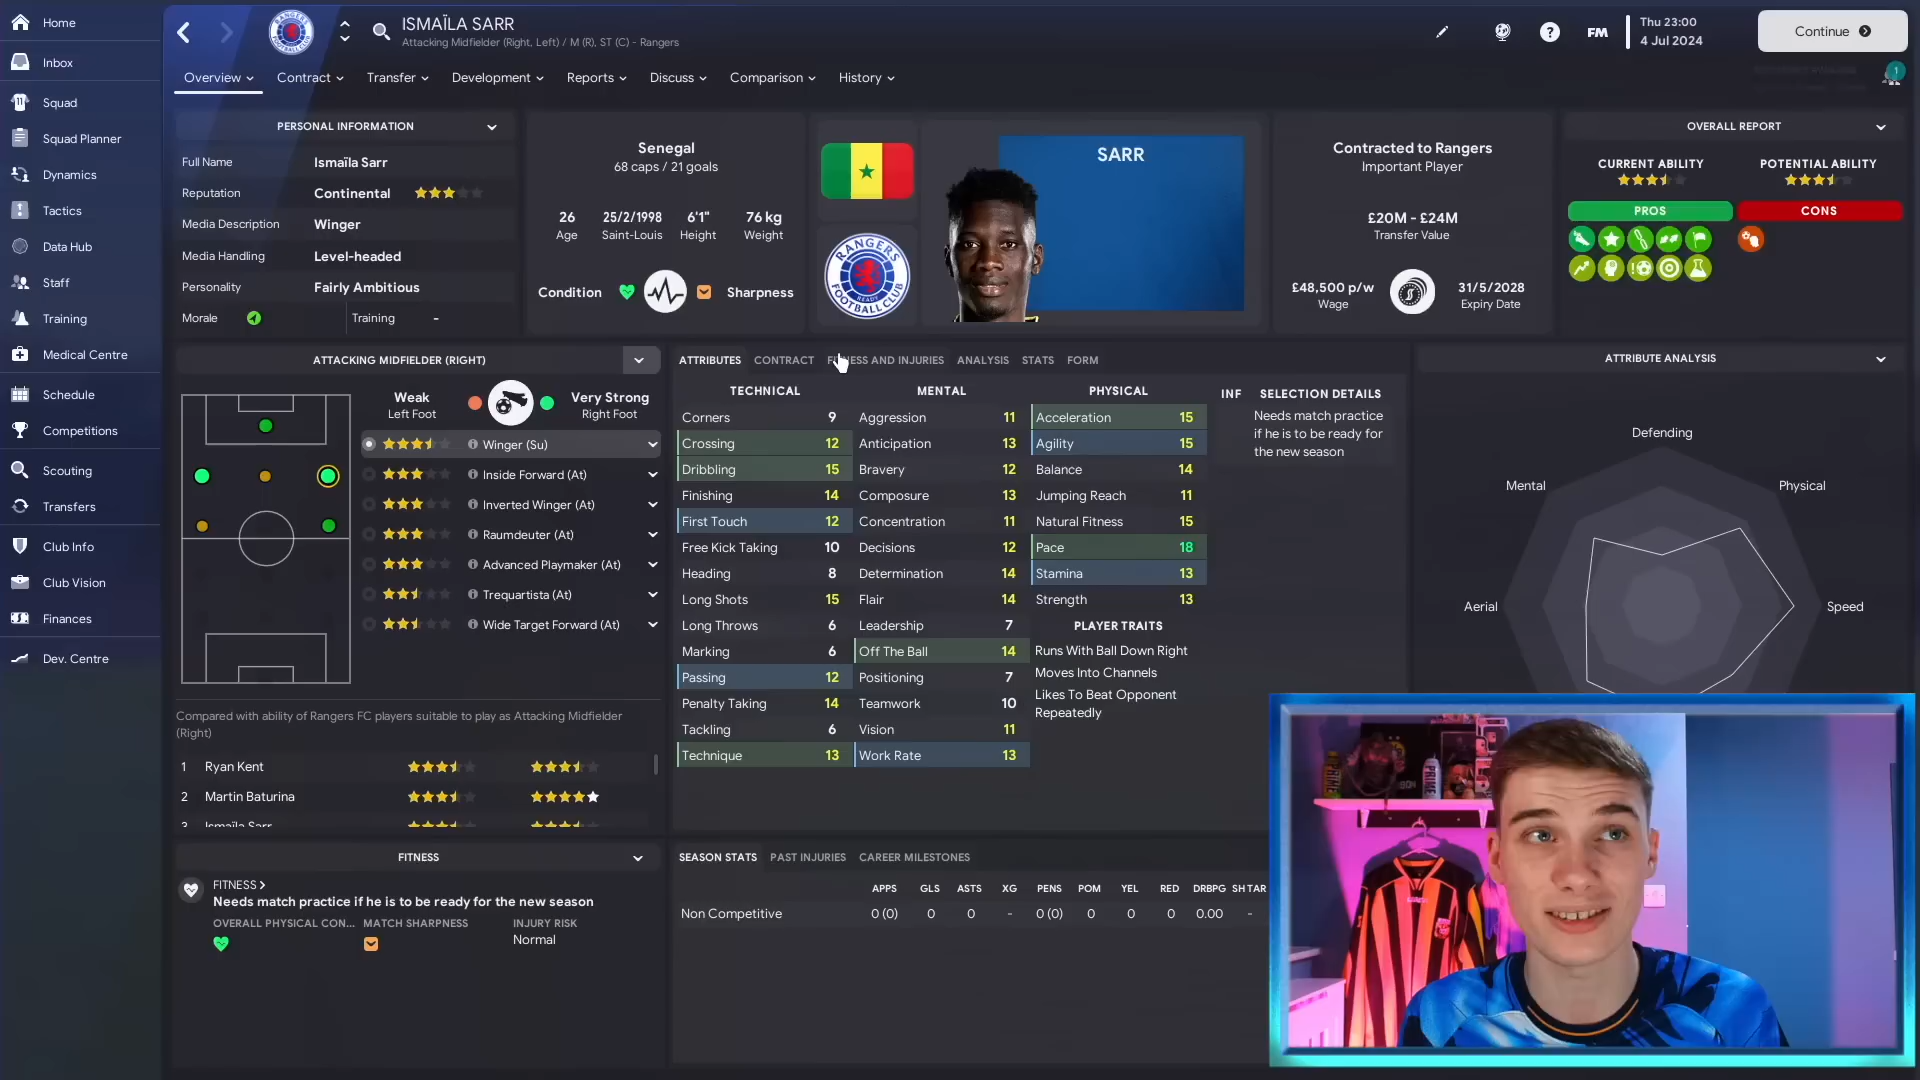 Home
Inbox
Squad
Squad Planner
Dynamics
Tactics
Data Hub
Staff
Training
Medical Centre
Schedule
Competitions
Scouting
Transfers
Club Info
Club Vision
Finances
Dev. Centre
ISMAÏLA SARR
Attacking Midfielder (Right, Left) / M (R), ST (C) - Rangers
FM
Thu 23:00
4 Jul 2024
Continue
Overview Contract Transfer Development Reports Discuss Comparison History
1
PERSONAL INFORMATION
Full Name Ismaïla Sarr
Reputation Continental
Media Description Winger
Media Handling Level-headed
Personality Fairly Ambitious
Morale Training -
Senegal
68 caps / 21 goals
26 25/2/1998 6'1" 76 kg
Age Saint-Louis Height Weight
Condition Sharpness
RANGERS
READY
FOOTBALL CLUB
SARR
Contracted to Rangers
Important Player
£20M - £24M
Transfer Value
£48,500 p/w 31/5/2028
Wage Expiry Date
OVERALL REPORT
CURRENT ABILITY POTENTIAL ABILITY
PROS CONS
ATTACKING MIDFIELDER (RIGHT)
Weak Very Strong
Left Foot Right Foot
Winger (Su)
Inside Forward (At)
Inverted Winger (At)
Raumdeuter (At)
Advanced Playmaker (At)
Trequartista (At)
Wide Target Forward (At)
Compared with ability of Rangers FC players suitable to play as Attacking Midfielder
(Right)
1 Ryan Kent
2 Martin Baturina
3 Ismaïla Sarr
FITNESS
FITNESS >
Needs match practice if he is to be ready for the new season
OVERALL PHYSICAL CON... MATCH SHARPNESS INJURY RISK
Normal
ATTRIBUTES CONTRACT FITNESS AND INJURIES ANALYSIS STATS FORM
TECHNICAL MENTAL PHYSICAL
Corners 9 Aggression 11 Acceleration 15
Crossing 12 Anticipation 13 Agility 15
Dribbling 15 Bravery 12 Balance 14
Finishing 14 Composure 13 Jumping Reach 11
First Touch 12 Concentration 11 Natural Fitness 15
Free Kick Taking 10 Decisions 12 Pace 18
Heading 8 Determination 14 Stamina 13
Long Shots 15 Flair 14 Strength 13
Long Throws 6 Leadership 7
Marking 6 Off The Ball 14
Passing 12 Positioning 7
Penalty Taking 14 Teamwork 10
Tackling 6 Vision 11
Technique 13 Work Rate 13
PLAYER TRAITS
Runs With Ball Down Right
Moves Into Channels
Likes To Beat Opponent
Repeatedly
INF SELECTION DETAILS
Needs match practice
if he is to be ready for
the new season
ATTRIBUTE ANALYSIS
Defending
Mental Physical
Aerial Speed
SEASON STATS PAST INJURIES CAREER MILESTONES
APPS GLS ASTS XG PENS POM YEL RED DRBPG SH TAR
Non Competitive 0 (0) 0 0 - 0 (0) 0 0 0 0.00 -
PRIME